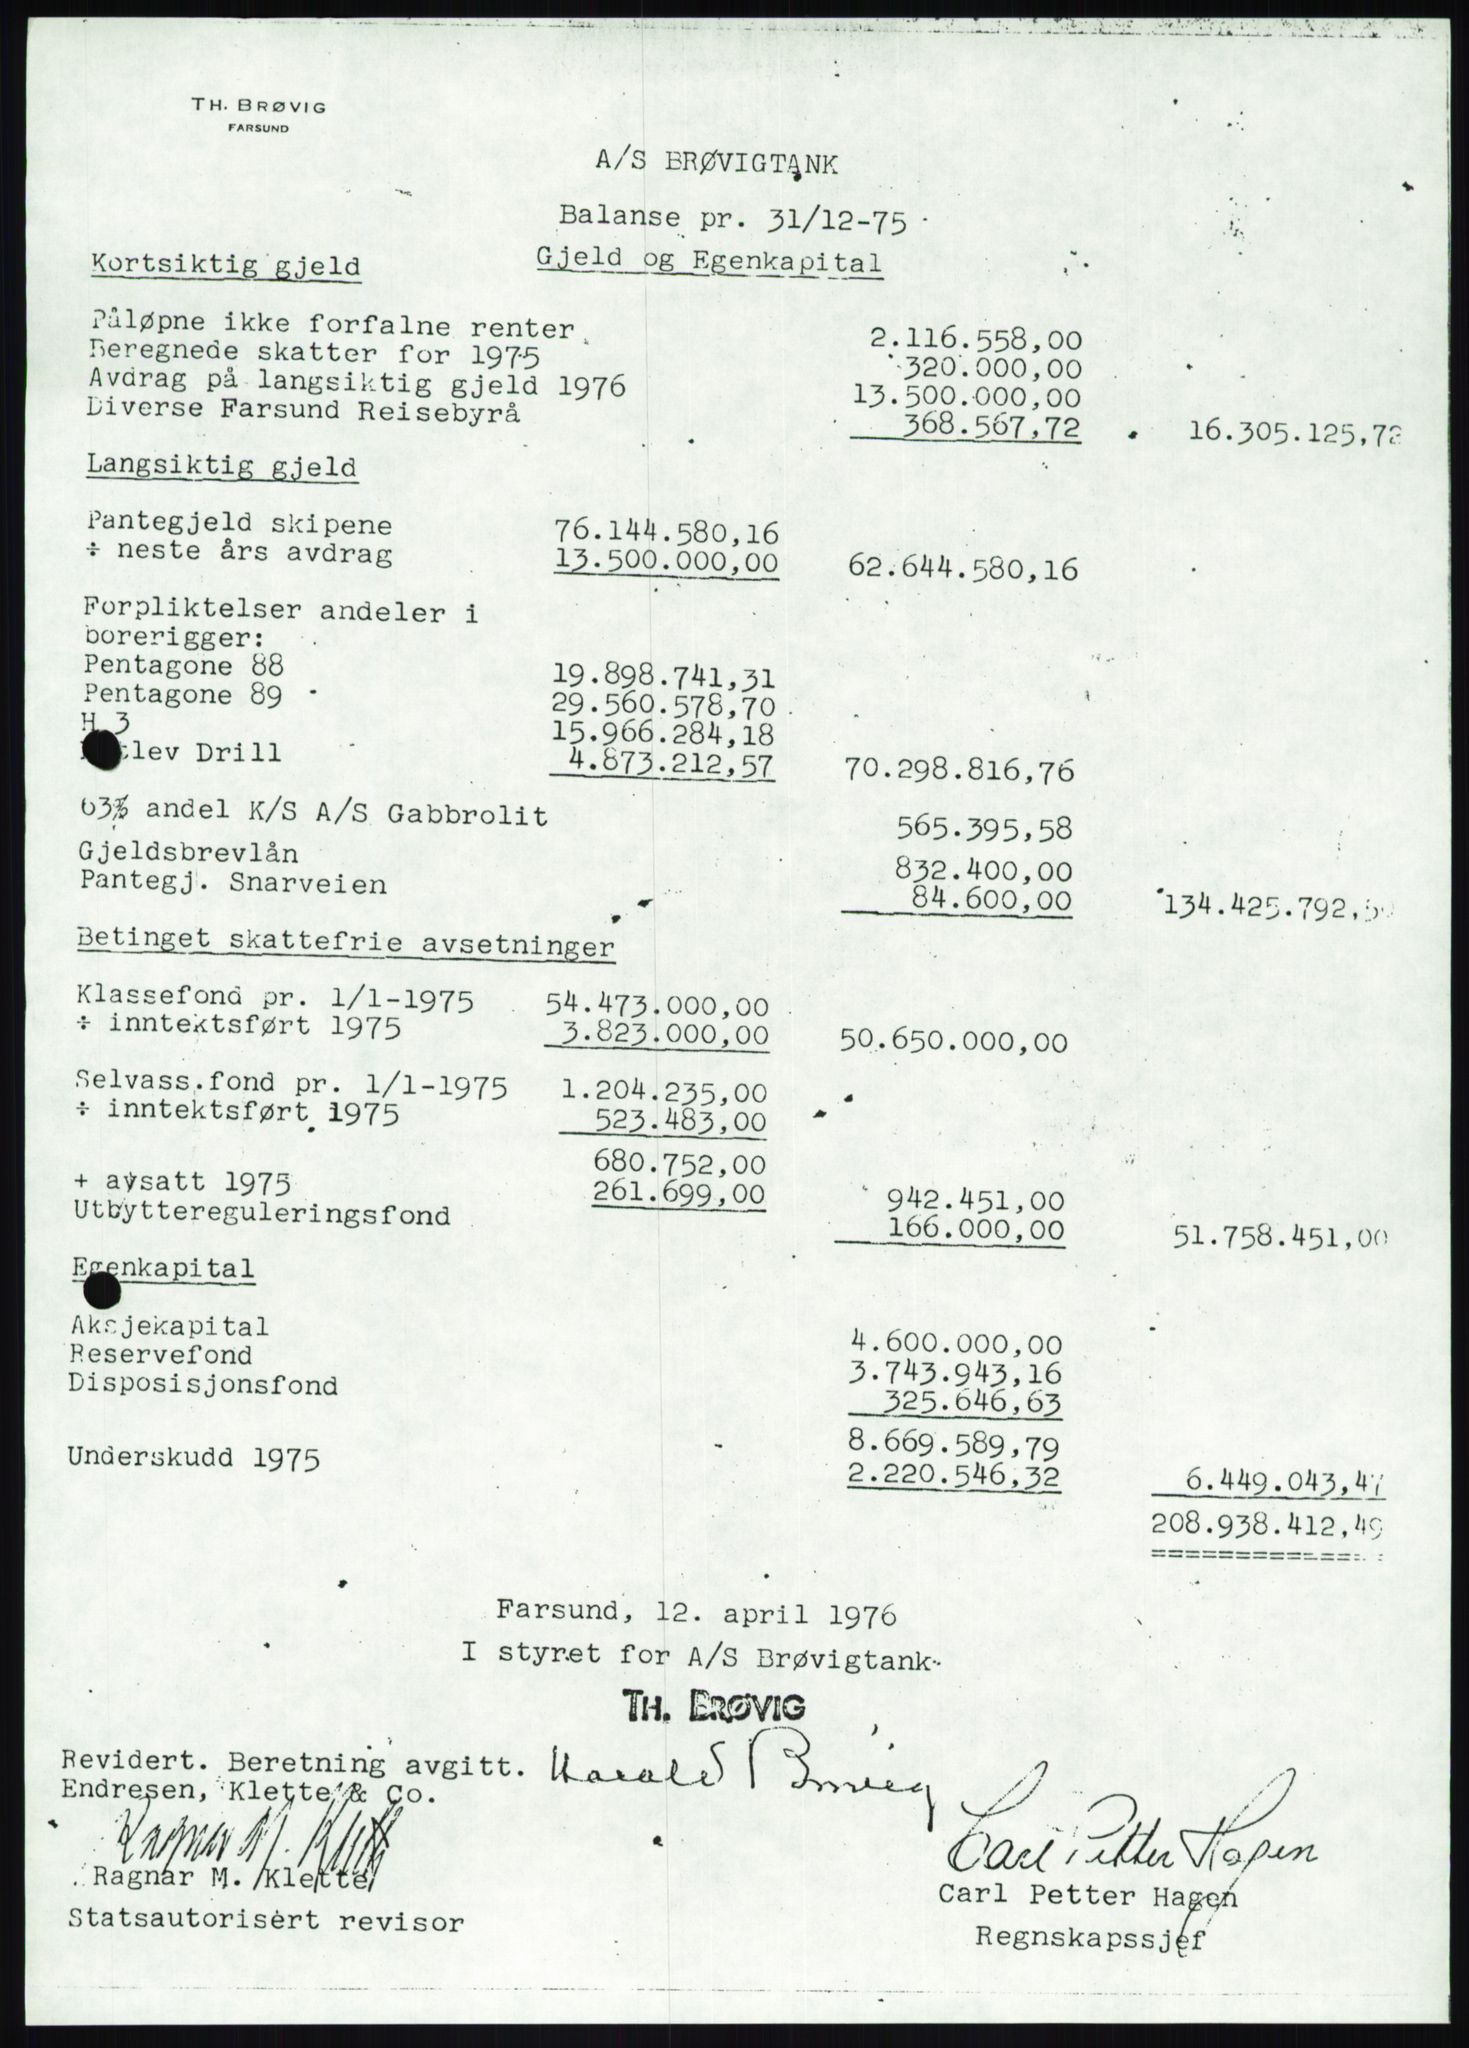 TH. BRØVIG
FARSUND
A/S BRØVIGTANK
Balanse pr. 31/12-75
Kortsiktig gjeld Gjeld og Egenkapital
Påløpne ikke forfalne renter 2.116.558,00
Beregnede skatter for 1975 320.000,00
Avdrag på langsiktig gjeld 1976 13.500.000,00
Diverse Farsund Reisebyrå 368.567,72 16.305.125,72
Langsiktig gjeld
Pantegjeld skipene 76.144.580,16
÷ neste års avdrag 13.500.000,00 62.644.580,16
Forpliktelser andeler i
borerigger:
Pentagone 88 19.898.741,31
Pentagone 89 29.560.578,70
H 3 15.966.284,18
Drill 4.873.212,57 70.298.816,76
63% andel K/S A/S Gabbrolit 565.395,58
Gjeldsbrevlån 832.400,00
Pantegj. Snarveien 84.600,00 134.425.792,50
Betinget skattefrie avsetninger
Klassefond pr. 1/1-1975 54.473.000,00
÷ inntektsført 1975 3.823.000,00 50.650.000,00
Selvass.fond pr. 1/1-1975 1.204.235,00
÷ inntektsført 1975 523.483,00
680.752,00
+ avsatt 1975 261.699,00 942.451,00
Utbyttereguleringsfond 166.000,00 51.758.451,00
Egenkapital
Aksjekapital 4.600.000,00
Reservefond 3.743.943,16
Disposisjonsfond 325.646,63
8.669.589,79
Underskudd 1975 2.220.546,32 6.449.043,47
208.938.412,49
Farsund, 12. april 1976
I styret for A/S Brøvigtank
TH. BRØVIG
Revidert. Beretning avgitt. Harald Brøvig
Endresen, Klette & Co.
Ragnar M. Klette Carl Petter Hagen
Ragnar M. Klette
Carl Petter Hagen
Statsautorisert revisor
Regnskapssjef